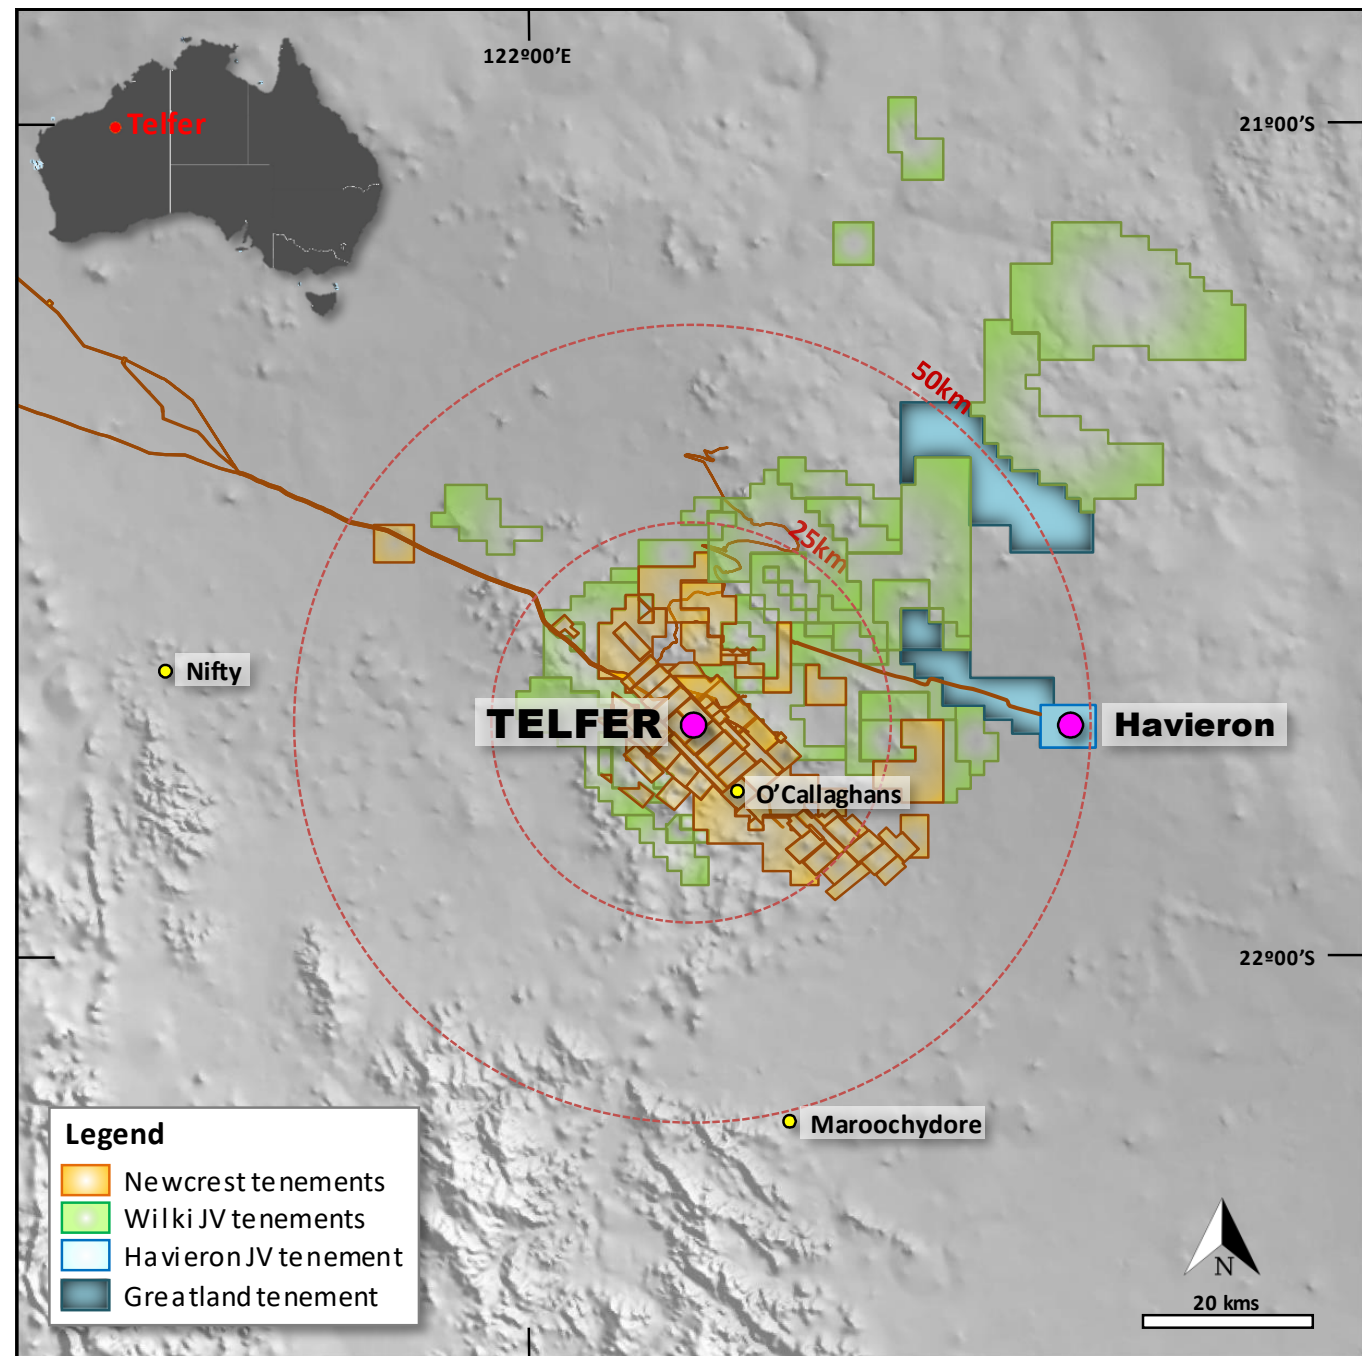 122º00'E
21º00'S
Telfer
50km
25km
Nifty
TELFER
Havieron
O'Callaghans
22º00'S
Maroochydore
Legend
Newcrest tenements
Wilki JV tenements
Havieron JV tenement
Greatland tenement
N
20 kms